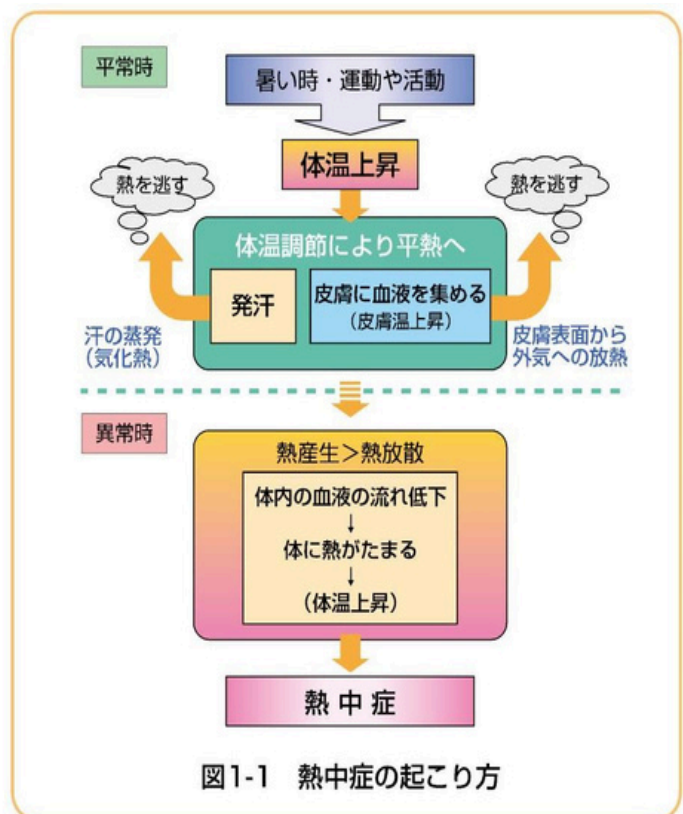 平常時
暑い時・運動や活動
体温上昇
熱を逃す
熱を逃す
体温調節により平熱へ
発汗
皮膚に血液を集める
(皮膚温上昇)
汗の蒸発
(気化熱)
皮膚表面から
外気への放熱
異常時
熱産生＞熱放散
体内の血液の流れ低下
↓
体に熱がたまる
↓
(体温上昇)
熱中症
図1-1 熱中症の起こり方